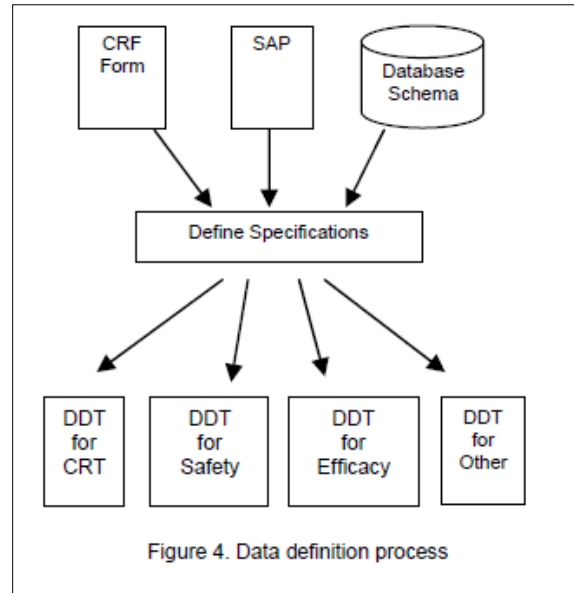 CRF
Form
SAP
Database
Schema
Define Specifications
DDT
for
CRT
DDT
for
Safety
DDT
for
Efficacy
DDT
for
Other
Figure 4. Data definition process